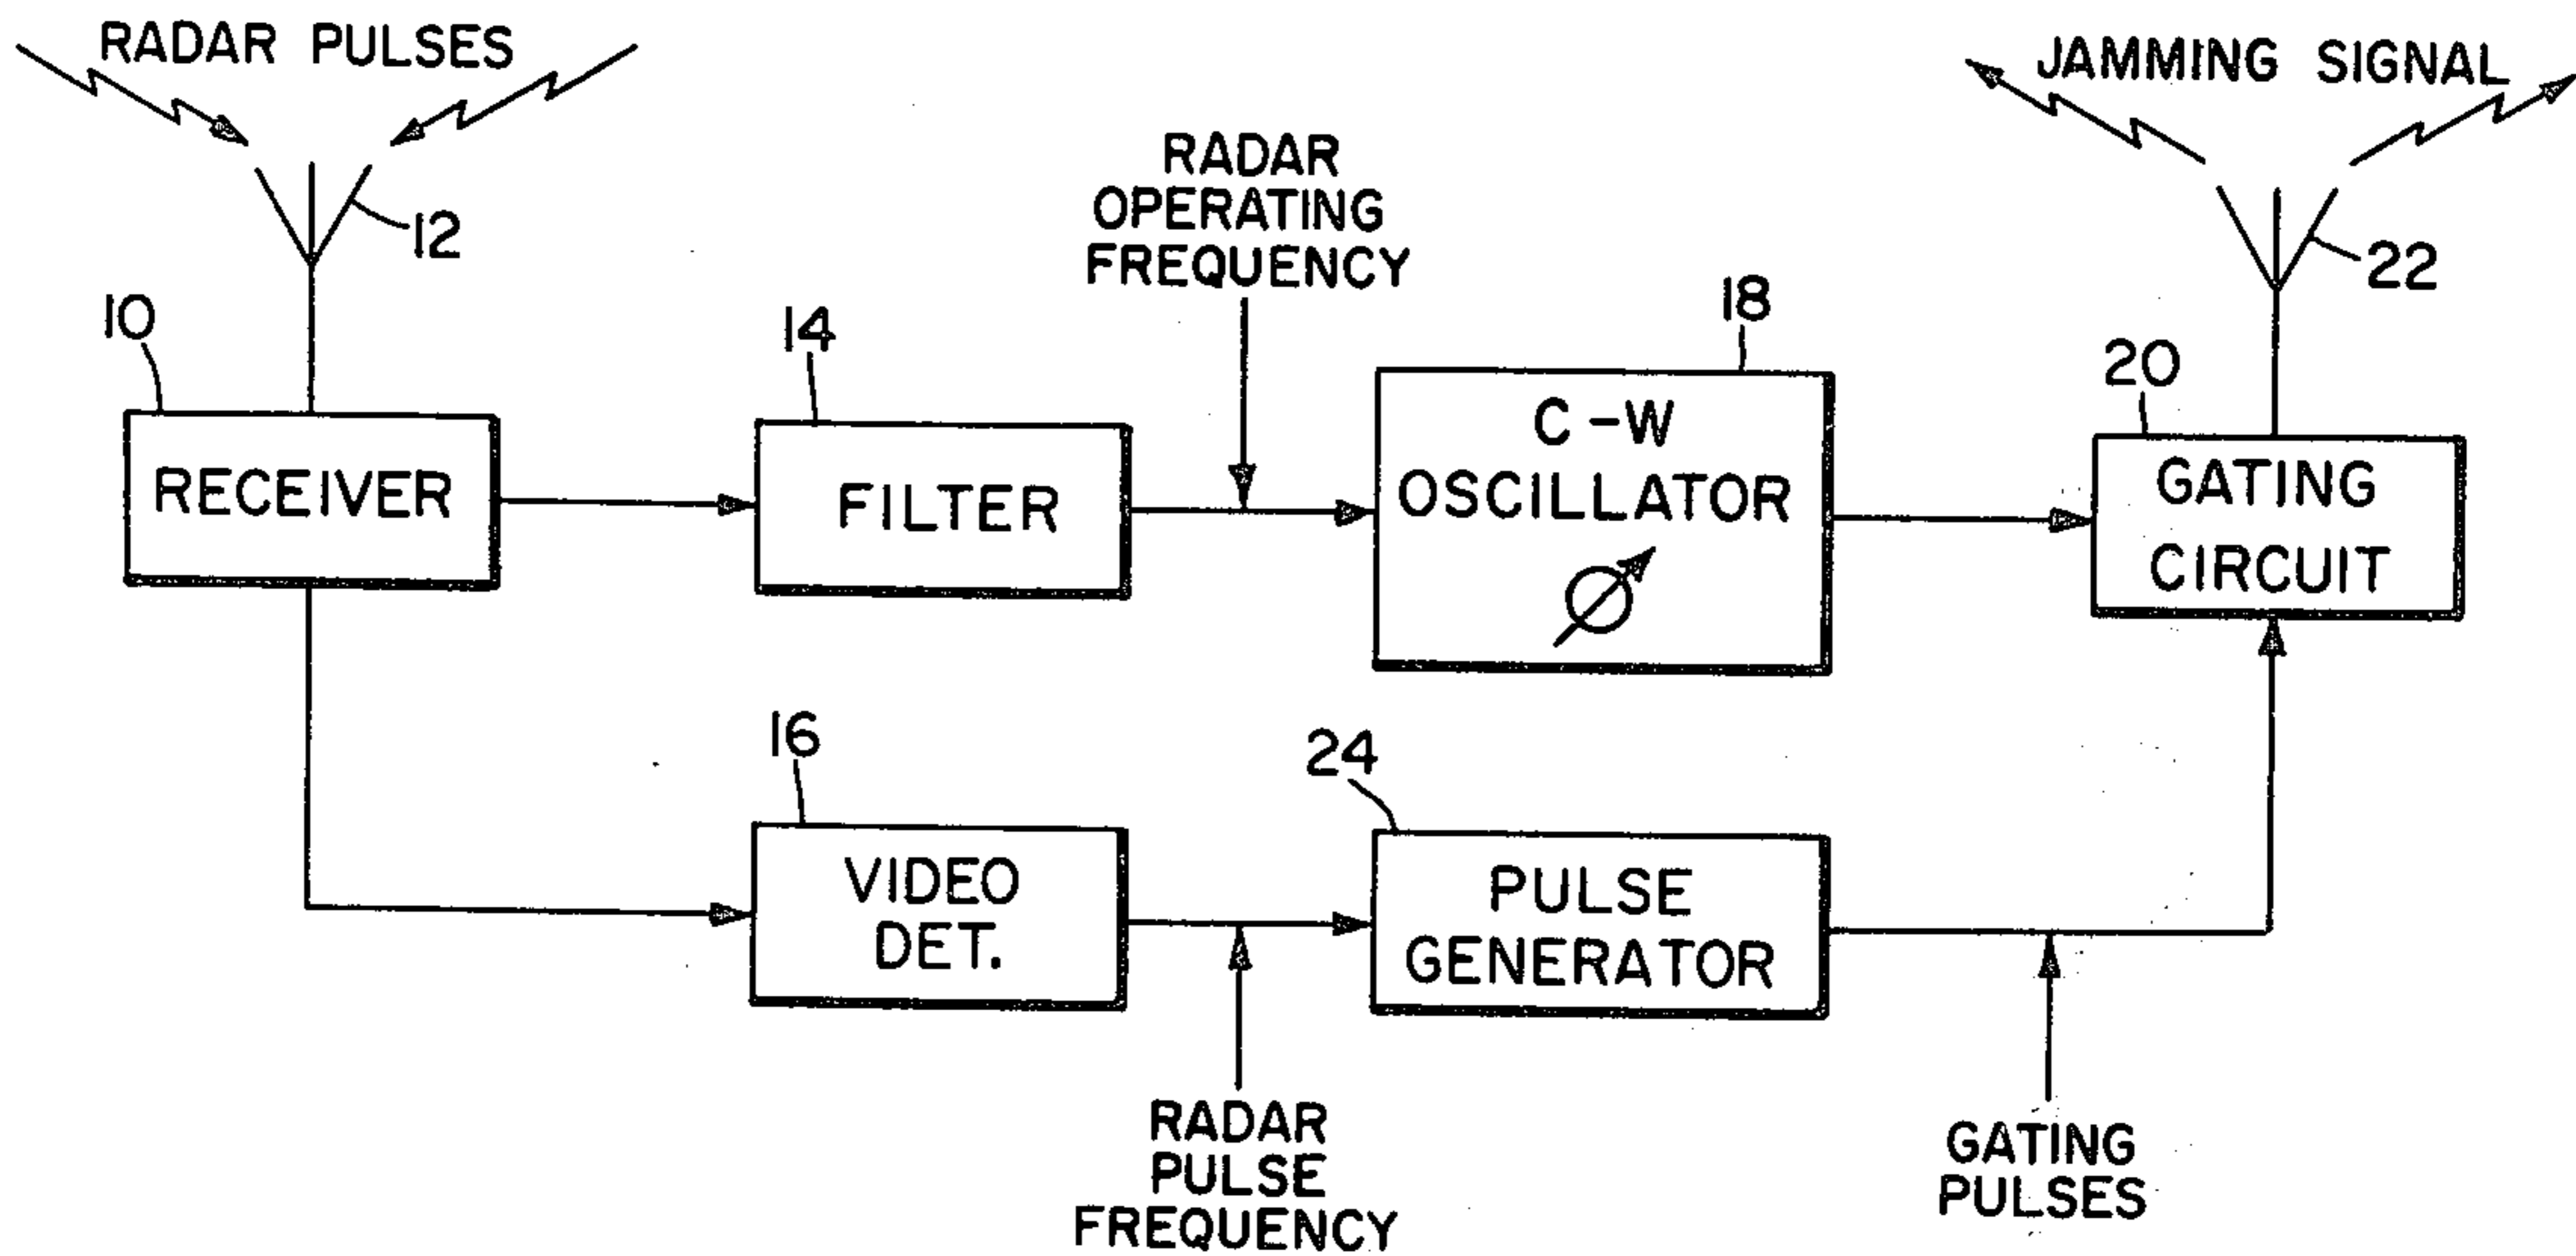 RADAR PULSES
JAMMING SIGNAL
RADAR
OPERATING
FREQUENCY
12
22
10
14
18
20
RECEIVER
FILTER
C-W
OSCILLATOR
GATING
CIRCUIT
16
24
VIDEO
DET.
PULSE
GENERATOR
RADAR
PULSE
FREQUENCY
GATING
PULSES